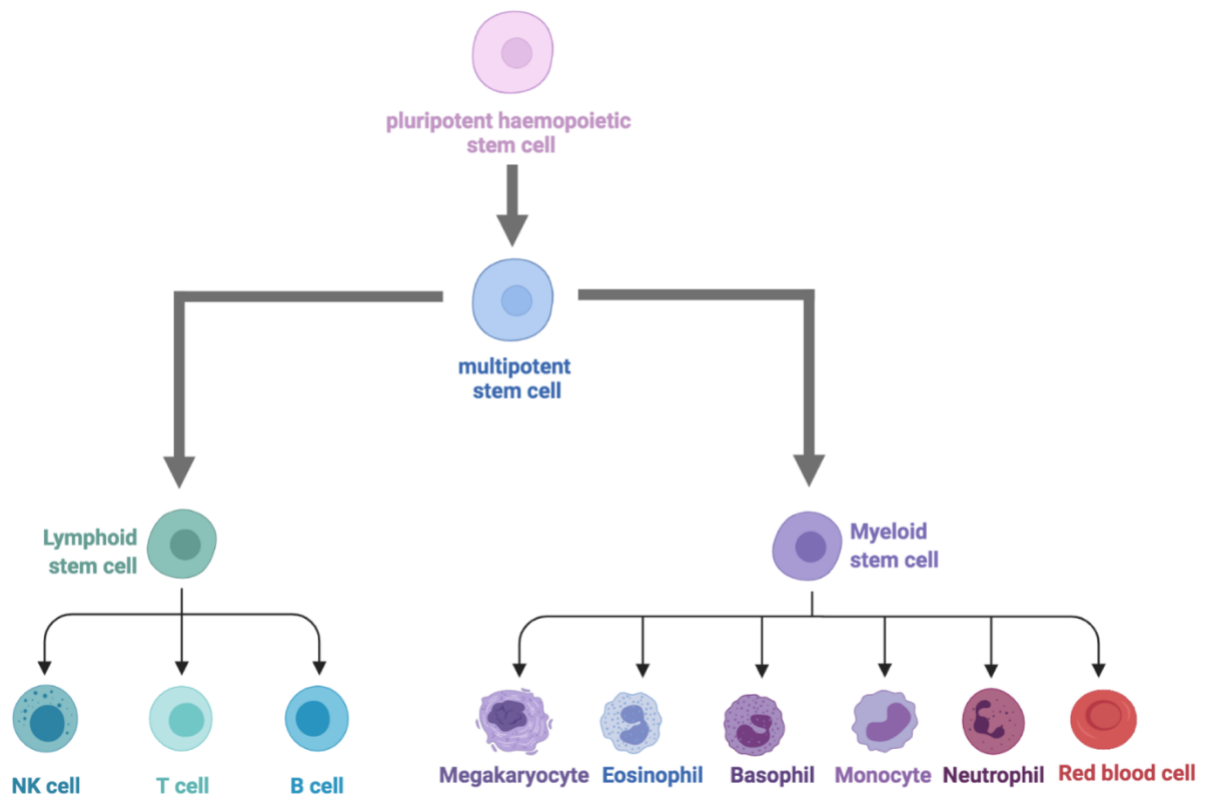 pluripotent haemopoietic
stem cell
multipotent
stem cell
Lymphoid
stem cell
Myeloid
stem cell
NK cell
T cell
B cell
Megakaryocyte
Eosinophil
Basophil
Monocyte
Neutrophil
Red blood cell